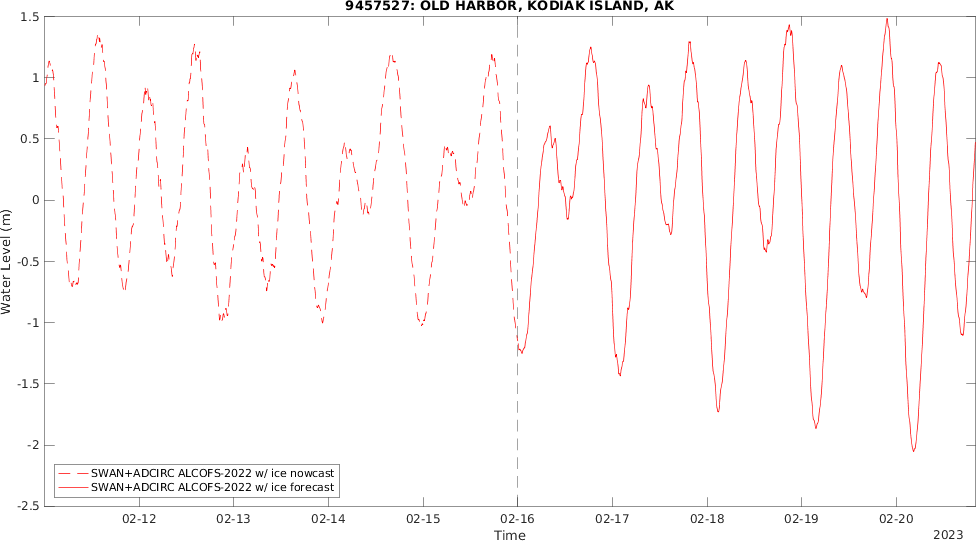 9457527: OLD HARBOR, KODIAK ISLAND, AK
Water Level (m)
1.5
1
0.5
0
-0.5
-1
-1.5
-2
-2.5
SWAN+ADCIRC ALCOFS-2022 w/ ice nowcast
SWAN+ADCIRC ALCOFS-2022 w/ ice forecast
02-12 02-13 02-14 02-15 02-16 02-17 02-18 02-19 02-20
Time
2023